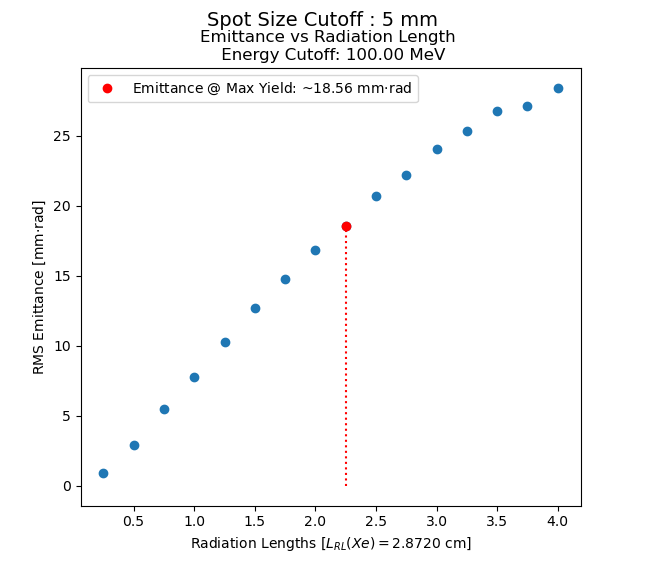 Spot Size Cutoff : 5 mm
Emittance vs Radiation Length
Energy Cutoff: 100.00 MeV
Emittance @ Max Yield: ~18.56 mm·rad
RMS Emittance [mm·rad]
25
20
15
10
5
0
0.5 1.0 1.5 2.0 2.5 3.0 3.5 4.0
Radiation Lengths [L_{RL}(Xe) = 2.8720 cm]